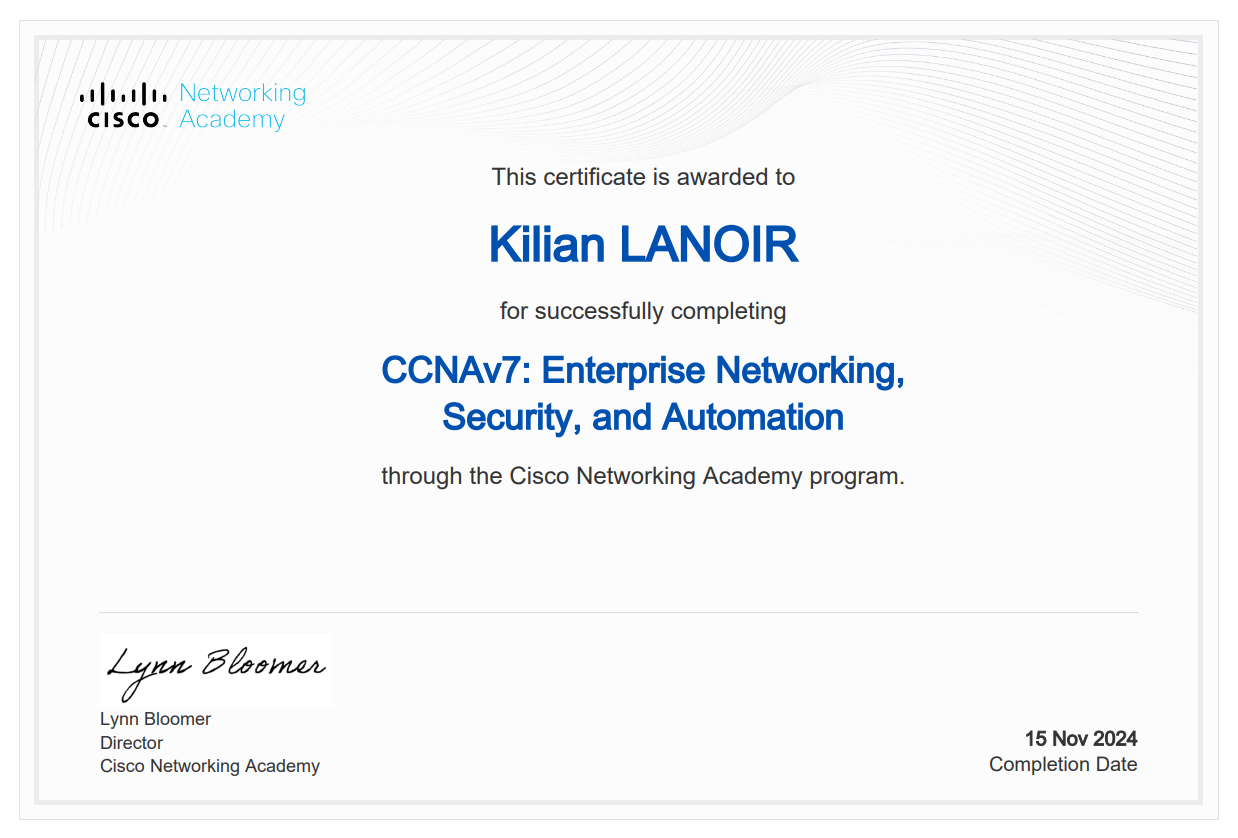 CISCO
Networking
Academy
This certificate is awarded to
Kilian LANOIR
for successfully completing
CCNAv7: Enterprise Networking,
Security, and Automation
through the Cisco Networking Academy program.
Lynn Bloomer
Lynn Bloomer
Director
Cisco Networking Academy
15 Nov 2024
Completion Date